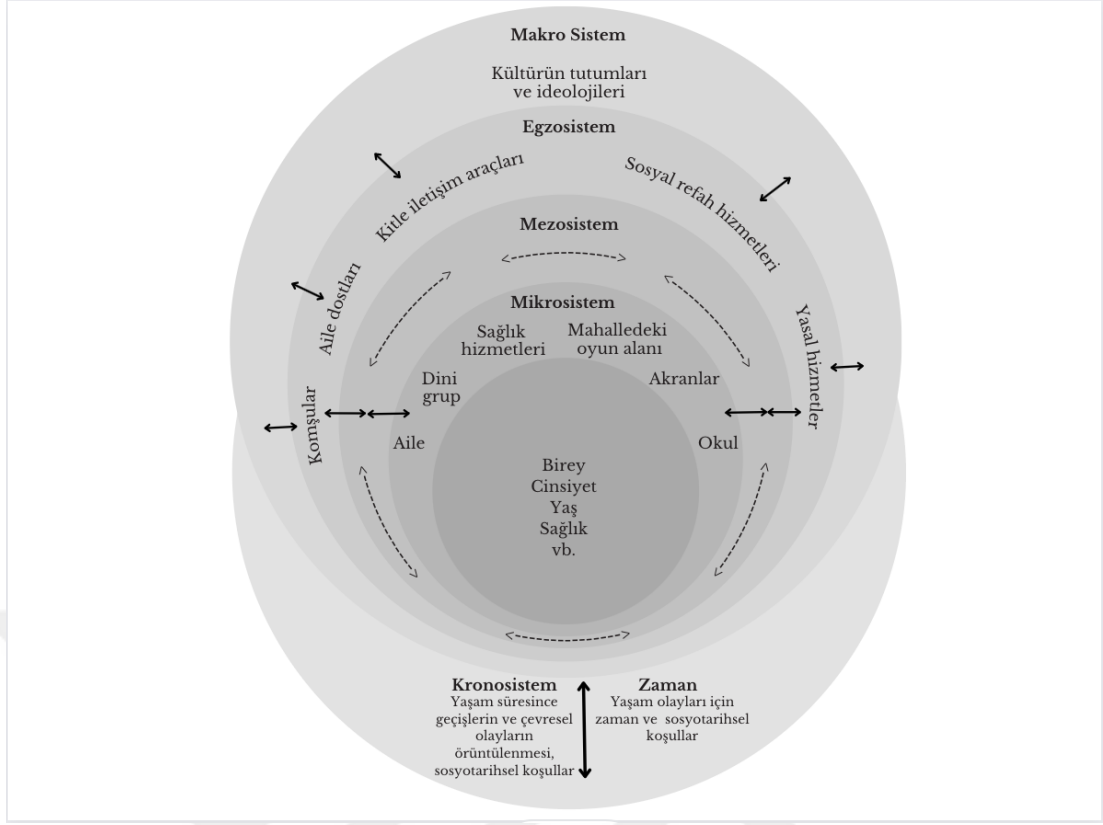 Makro Sistem
Kültürün tutumları
ve ideolojileri
Egzosistem
Kitle iletişim araçları
Sosyal refah hizmetleri
Aile dostları
Yasal hizmetler
Komşular
Mezosistem
Mikrosistem
Sağlık
hizmetleri
Mahalledeki
oyun alanı
Dini
grup
Akranlar
Aile
Okul
Birey
Cinsiyet
Yaş
Sağlık
vb.
Kronosistem
Yaşam süresince
geçişlerin ve çevresel
olayların
örüntülenmesi,
sosyotarihsel koşullar
Zaman
Yaşam olayları için
zaman ve sosyotarihsel
koşullar